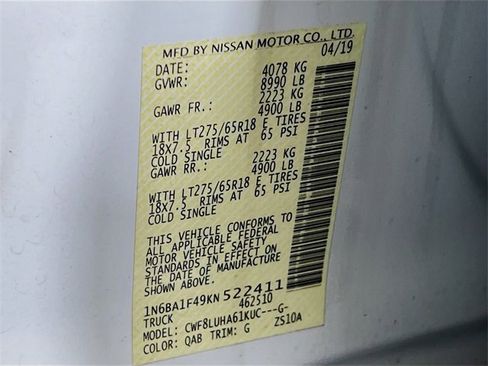 MFD BY NISSAN MOTOR CO., LTD.
DATE: 04/19
GVWR: 4078 KG
8990 LB
GAWR FR.: 2223 KG
4900 LB
WITH LT275/65R18 E TIRES
18X7.5 RIMS AT 65 PSI
COLD SINGLE
GAWR RR.: 2223 KG
4900 LB
WITH LT275/65R18 E TIRES
18X7.5 RIMS AT 65 PSI
COLD SINGLE
THIS VEHICLE CONFORMS TO
ALL APPLICABLE FEDERAL
MOTOR VEHICLE SAFETY
STANDARDS IN EFFECT ON
THE DATE OF MANUFACTURE
1N6BA1F49KN522411
TRUCK 462510
MODEL: CWF8LUHA61KUC---G-
COLOR: QAB TRIM: G ZS10A